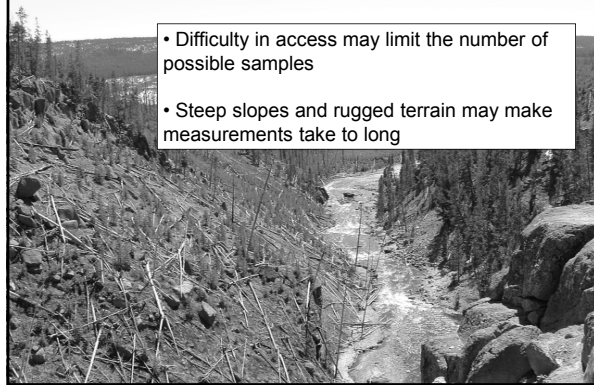 • Difficulty in access may limit the number of
possible samples
• Steep slopes and rugged terrain may make
measurements take to long